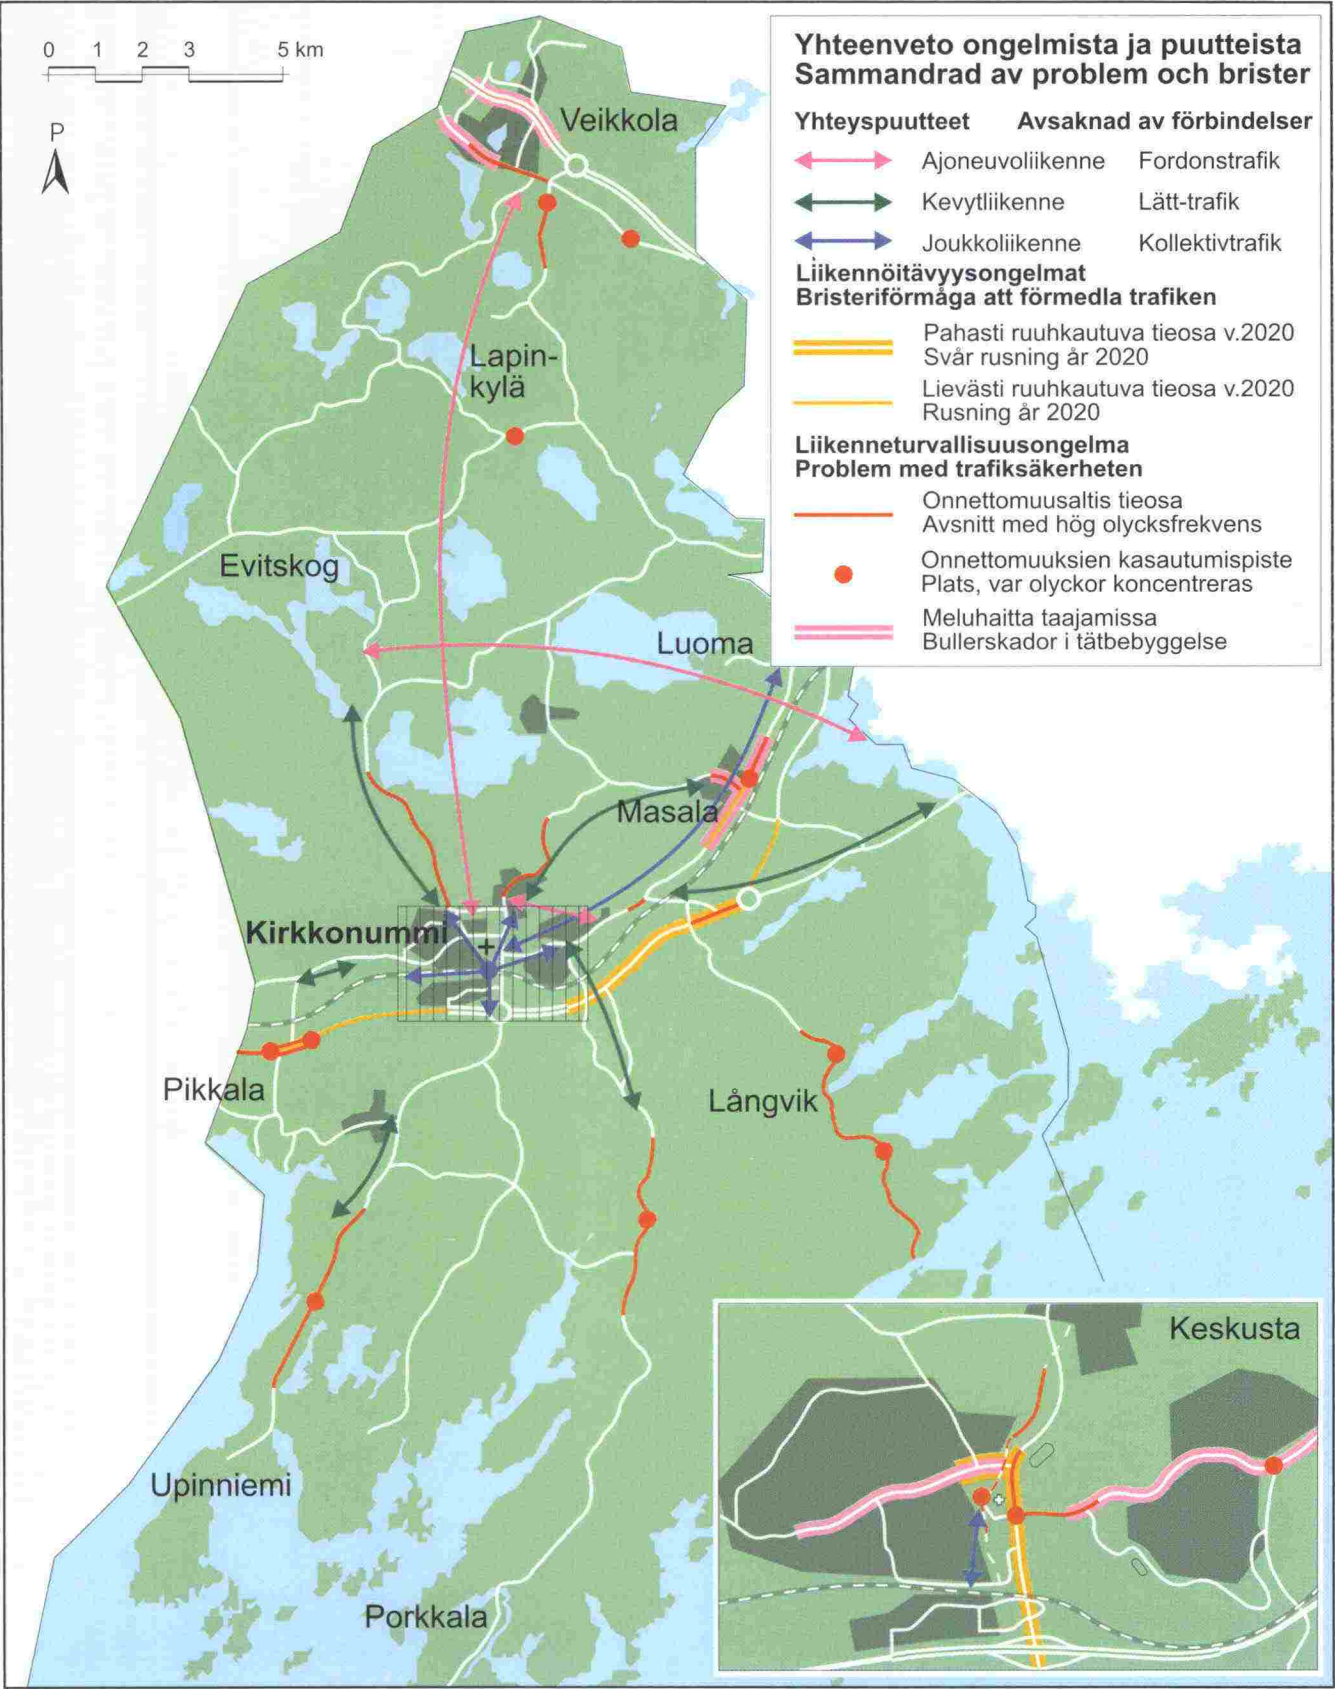 0 1 2 3 5 km
P
Yhteenveto ongelmista ja puutteista
Sammandrad av problem och brister
Yhteyspuutteet Avsaknad av förbindelser
Ajoneuvoliikenne Fordonstrafik
Kevytliikenne Lätt-trafik
Joukkoliikenne Kollektivtrafik
Liikennöitävyysongelmat
Bristeriförmåga att förmedla trafiken
Pahasti ruuhkautuva tieosa v.2020
Svår rusning år 2020
Lievästi ruuhkautuva tieosa v.2020
Rusning år 2020
Liikenneturvallisuusongelma
Problem med trafiksäkerheten
Onnettomuusaltis tieosa
Avsnitt med hög olycksfrekvens
Onnettomuuksien kasautumispiste
Plats, var olyckor koncentreras
Meluhaitta taajamissa
Bullerskador i tätbebyggelse
Veikkola
Lapin-
kylä
Evitskog
Luoma
Masala
Kirkkonummi
Pikkala
Långvik
Upinniemi
Porkkala
Keskusta